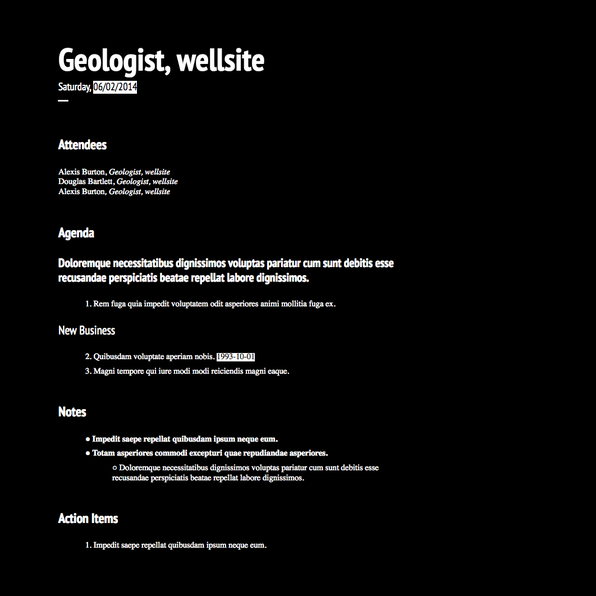 Geologist, wellsite
Saturday, 06/02/2014
Attendees
Alexis Burton, Geologist, wellsite
Douglas Bartlett, Geologist, wellsite
Alexis Burton, Geologist, wellsite
Agenda
Doloremque necessitatibus dignissimos voluptas pariatur cum sunt debitis esse
recusandae perspiciatis beatae repellat labore dignissimos.
1. Rem fuga quia impedit voluptatem odit asperiores animi mollitia fuga ex.
New Business
2. Quibusdam voluptate aperiam nobis. 1993-10-01
3. Magni tempore qui iure modi modi reiciendis magni eaque.
Notes
● Impedit saepe repellat quibusdam ipsum neque eum.
● Totam asperiores commodi excepturi quae repudiandae asperiores.
○ Doloremque necessitatibus dignissimos voluptas pariatur cum sunt debitis esse
recusandae perspiciatis beatae repellat labore dignissimos.
Action Items
1. Impedit saepe repellat quibusdam ipsum neque eum.